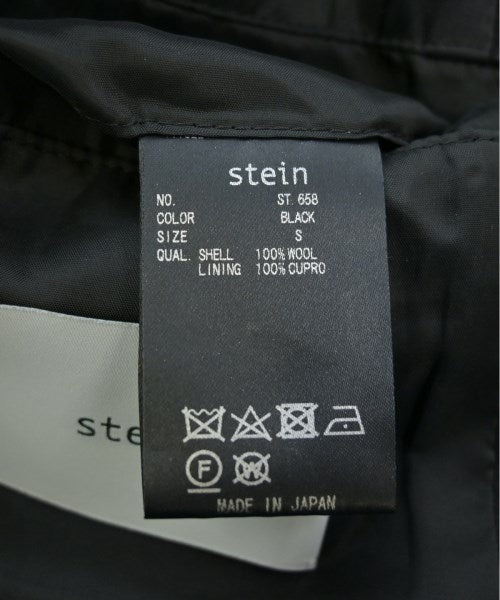 stein
NO. ST.658
COLOR BLACK
SIZE S
QUAL. SHELL 100%WOOL
LINING 100%CUPRO
F W
MADE IN JAPAN
ste